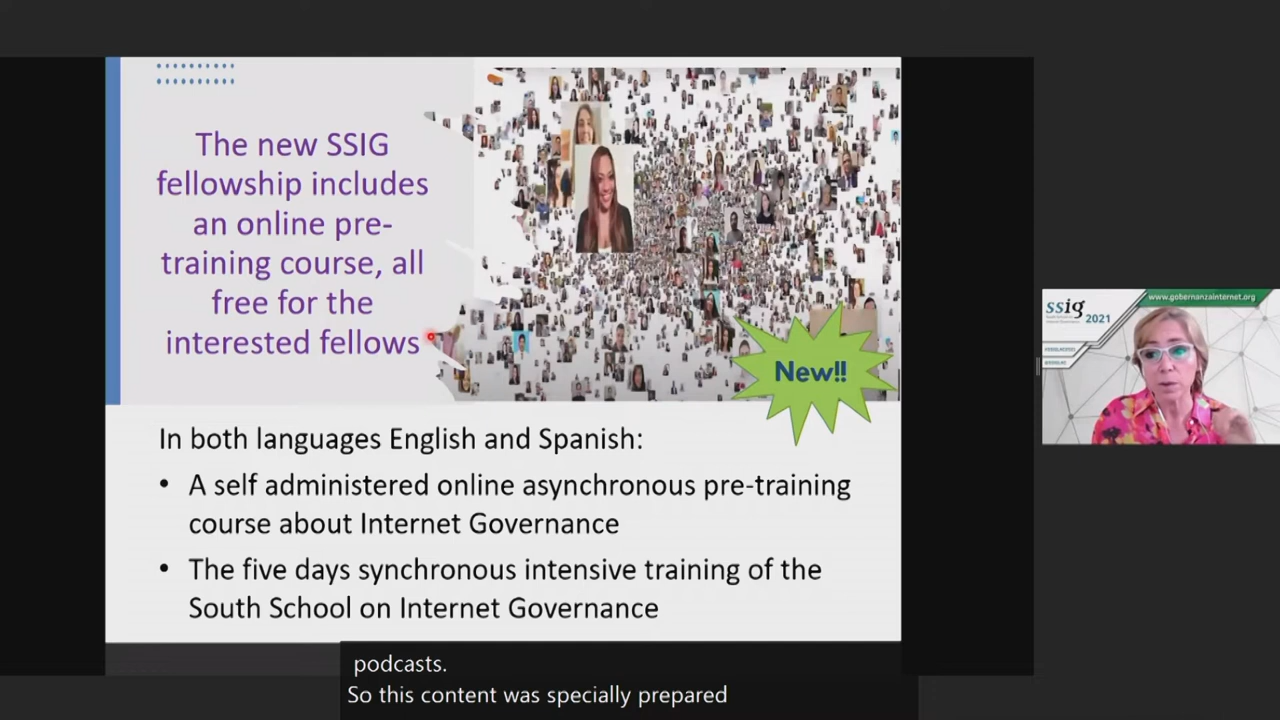 The new SSIG
fellowship includes
an online pre-
training course, all
free for the
interested fellows
New!!
In both languages English and Spanish:
• A self administered online asynchronous pre-training
course about Internet Governance
• The five days synchronous intensive training of the
South School on Internet Governance
www.gobernanzainternet.org
ssig
2021
podcasts.
So this content was specially prepared